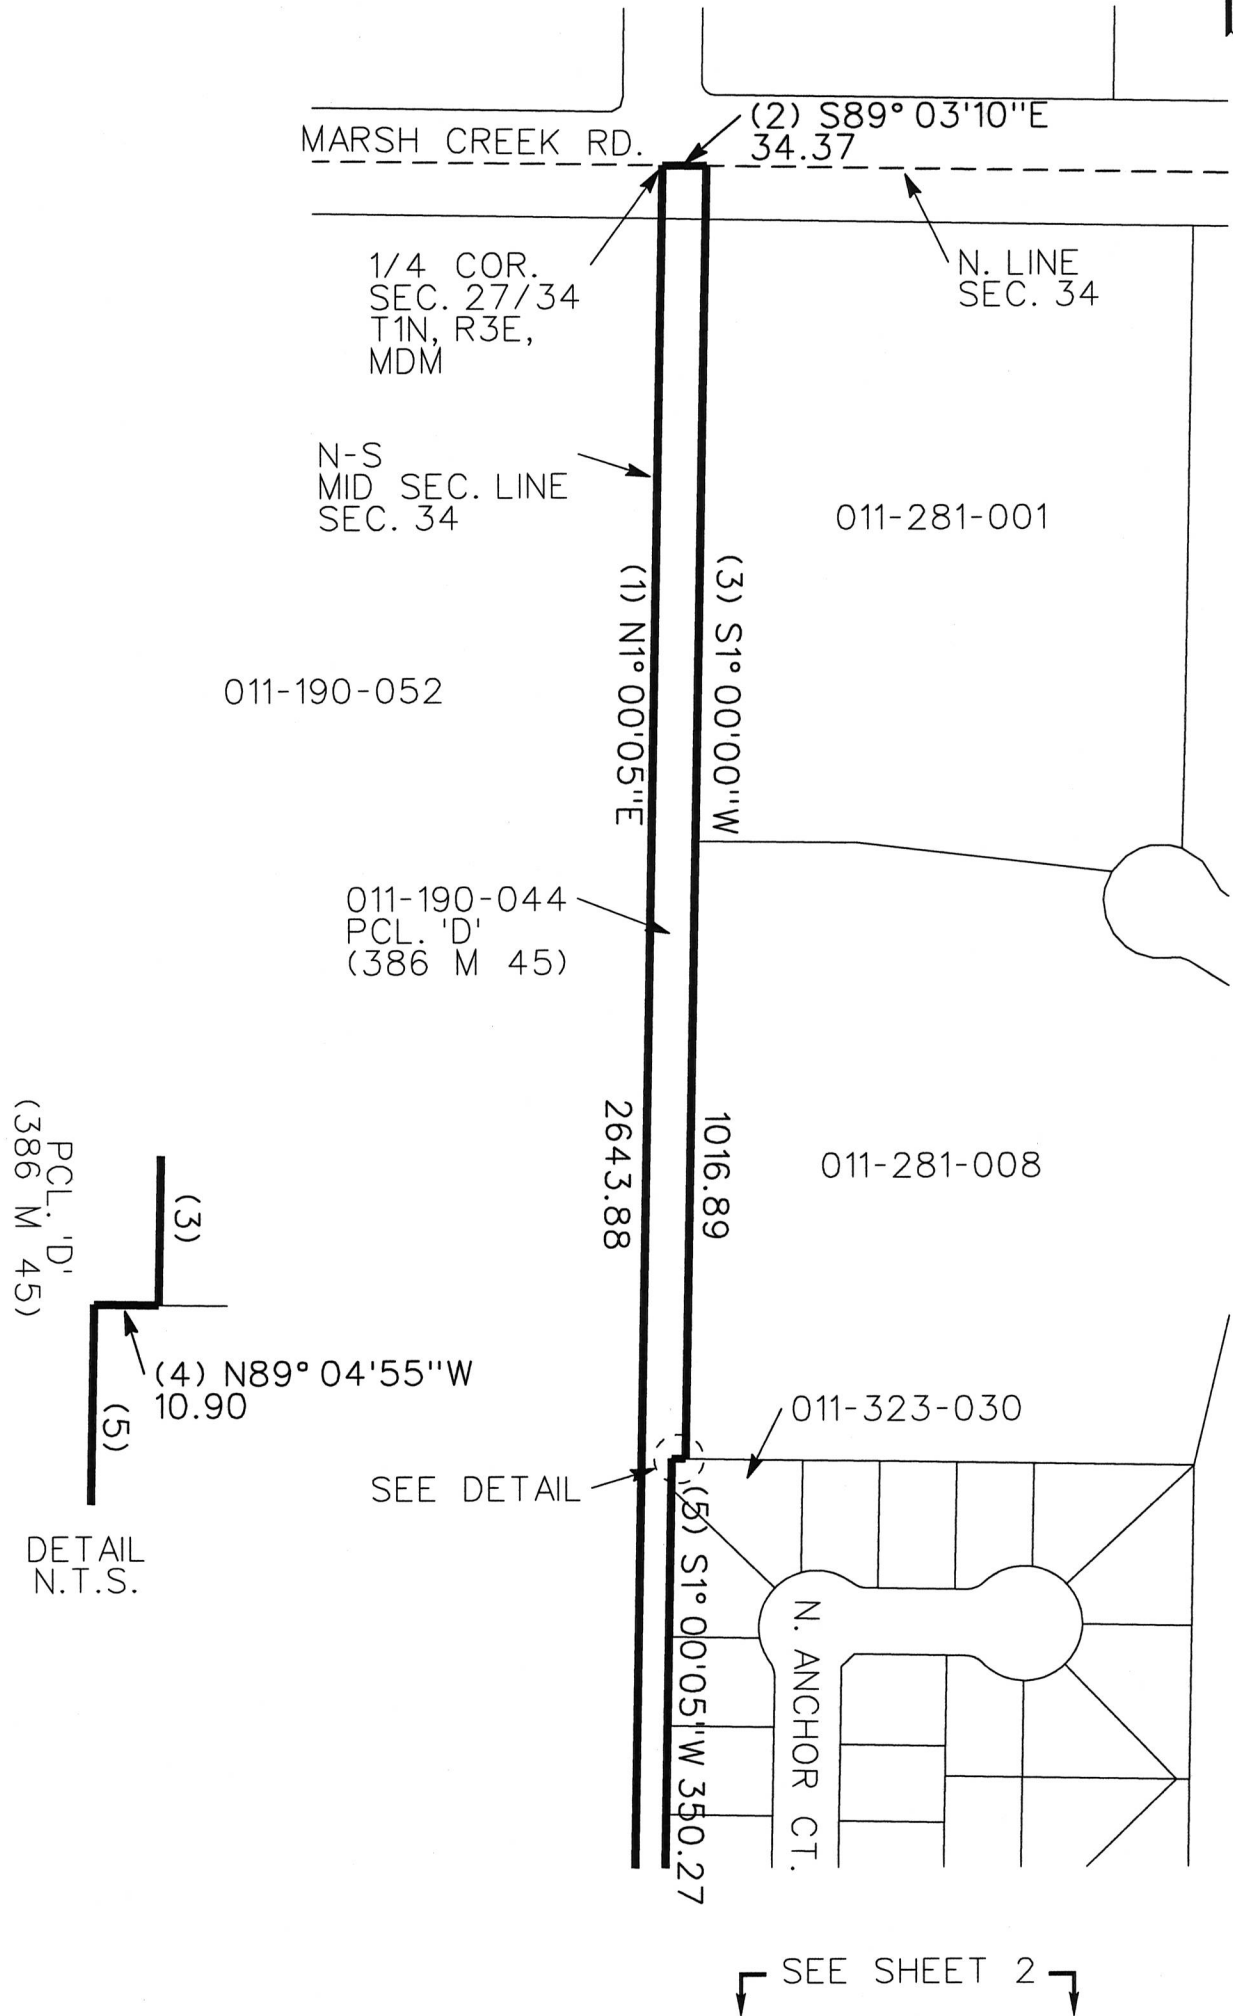 (2) S89° 03'10"E
34.37
MARSH CREEK RD.
1/4 COR.
SEC. 27/34
T1N, R3E,
MDM
N. LINE
SEC. 34
N-S
MID SEC. LINE
SEC. 34
011-281-001
(1) N1° 00'05"E
(3) S1° 00'00"W
011-190-052
011-190-044
PCL. 'D'
(386 M 45)
2643.88
1016.89
011-281-008
PCL. 'D'
(386 M 45)
(3)
(4) N89° 04'55"W
10.90
(5)
DETAIL
N.T.S.
011-323-030
SEE DETAIL
(5) S1° 00'05"W 350.27
N. ANCHOR CT.
SEE SHEET 2